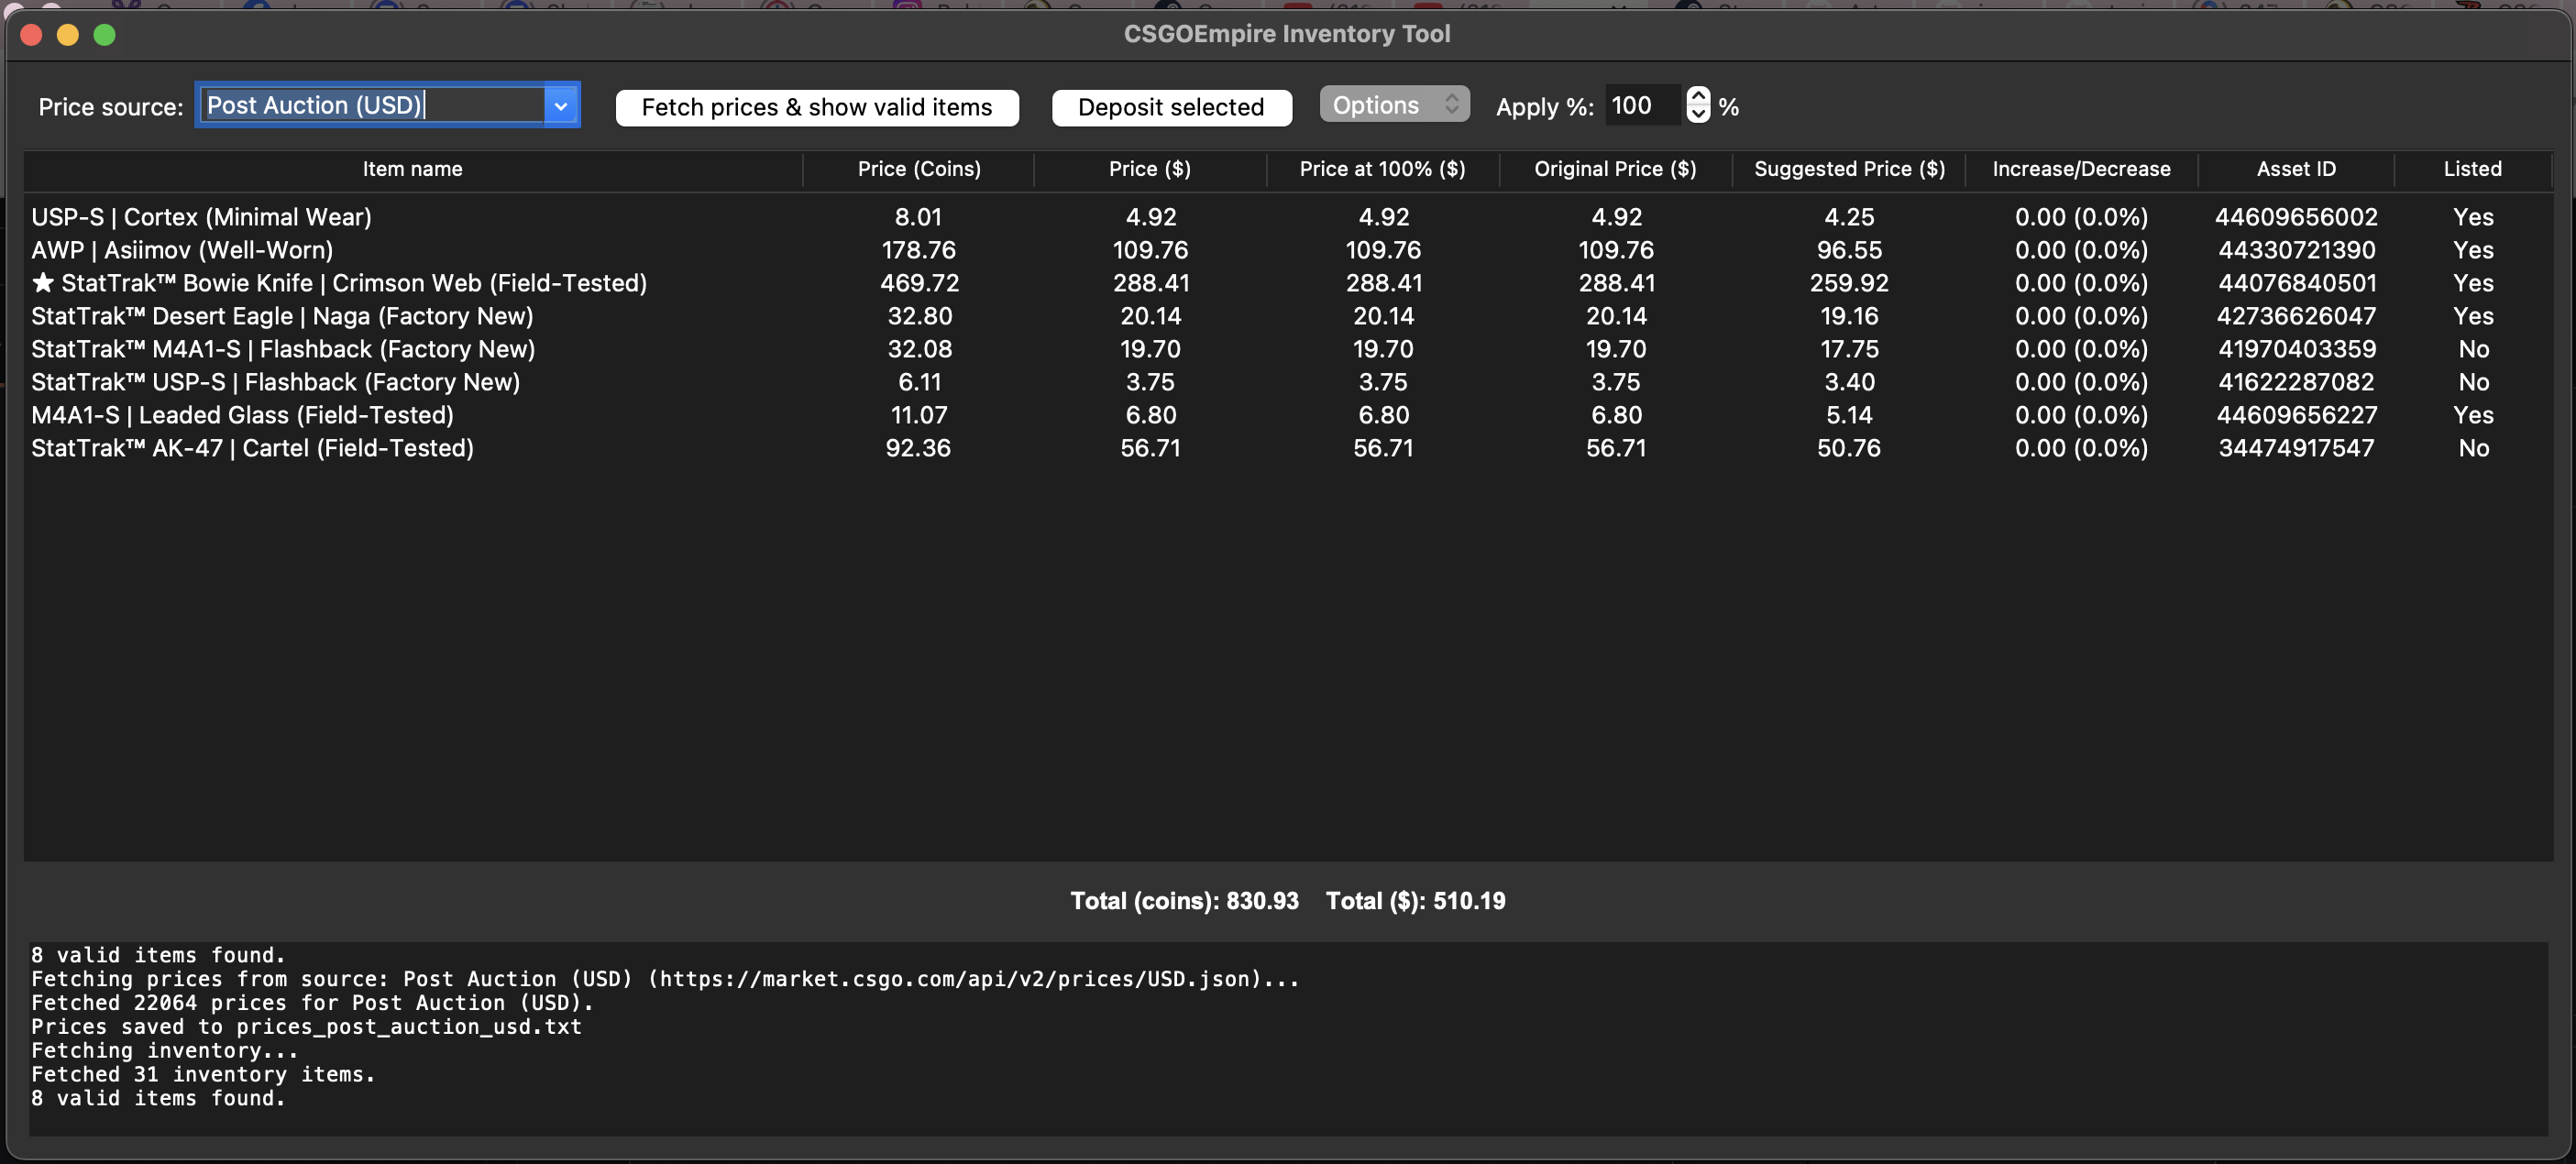 CSGOEmpire Inventory Tool
Price source: Post Auction (USD) Fetch prices & show valid items Deposit selected Options Apply %: 100 %
Item name Price (Coins) Price ($) Price at 100% ($) Original Price ($) Suggested Price ($) Increase/Decrease Asset ID Listed
USP-S | Cortex (Minimal Wear) 8.01 4.92 4.92 4.92 4.25 0.00 (0.0%) 44609656002 Yes
AWP | Asiimov (Well-Worn) 178.76 109.76 109.76 109.76 96.55 0.00 (0.0%) 44330721390 Yes
★ StatTrak™ Bowie Knife | Crimson Web (Field-Tested) 469.72 288.41 288.41 288.41 259.92 0.00 (0.0%) 44076840501 Yes
StatTrak™ Desert Eagle | Naga (Factory New) 32.80 20.14 20.14 20.14 19.16 0.00 (0.0%) 42736626047 Yes
StatTrak™ M4A1-S | Flashback (Factory New) 32.08 19.70 19.70 19.70 17.75 0.00 (0.0%) 41970403359 No
StatTrak™ USP-S | Flashback (Factory New) 6.11 3.75 3.75 3.75 3.40 0.00 (0.0%) 41622287082 No
M4A1-S | Leaded Glass (Field-Tested) 11.07 6.80 6.80 6.80 5.14 0.00 (0.0%) 44609656227 Yes
StatTrak™ AK-47 | Cartel (Field-Tested) 92.36 56.71 56.71 56.71 50.76 0.00 (0.0%) 34474917547 No
Total (coins): 830.93 Total ($): 510.19
8 valid items found.
Fetching prices from source: Post Auction (USD) (https://market.csgo.com/api/v2/prices/USD.json)...
Fetched 22064 prices for Post Auction (USD).
Prices saved to prices_post_auction_usd.txt
Fetching inventory...
Fetched 31 inventory items.
8 valid items found.